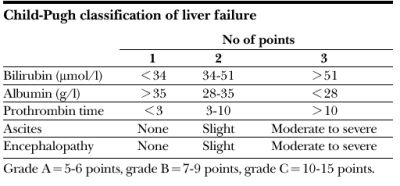 Child-Pugh classification of liver failure
No of points
1 2 3
Bilirubin (μmol/l) <34 34-51 >51
Albumin (g/l) >35 28-35 <28
Prothrombin time <3 3-10 >10
Ascites None Slight Moderate to severe
Encephalopathy None Slight Moderate to severe
Grade A=5-6 points, grade B=7-9 points, grade C=10-15 points.